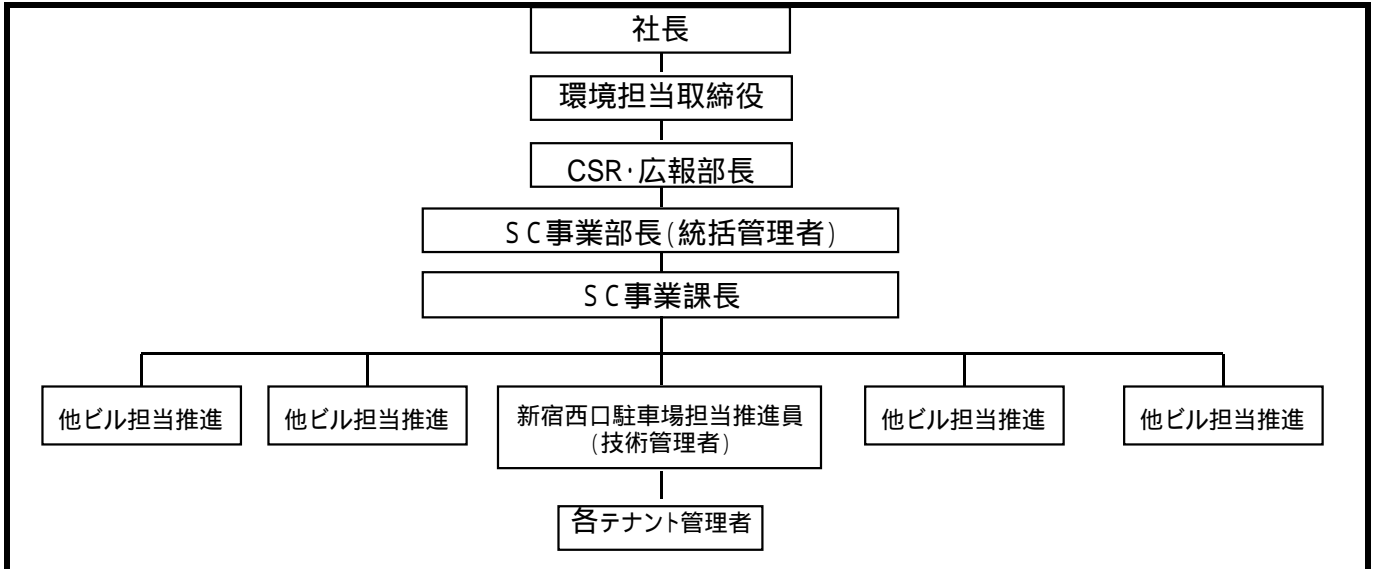 社長
環境担当取締役
CSR・広報部長
SC事業部長(統括管理者)
SC事業課長
他ビル担当推進
他ビル担当推進
新宿西口駐車場担当推進員
(技術管理者)
他ビル担当推進
他ビル担当推進
各テナント管理者